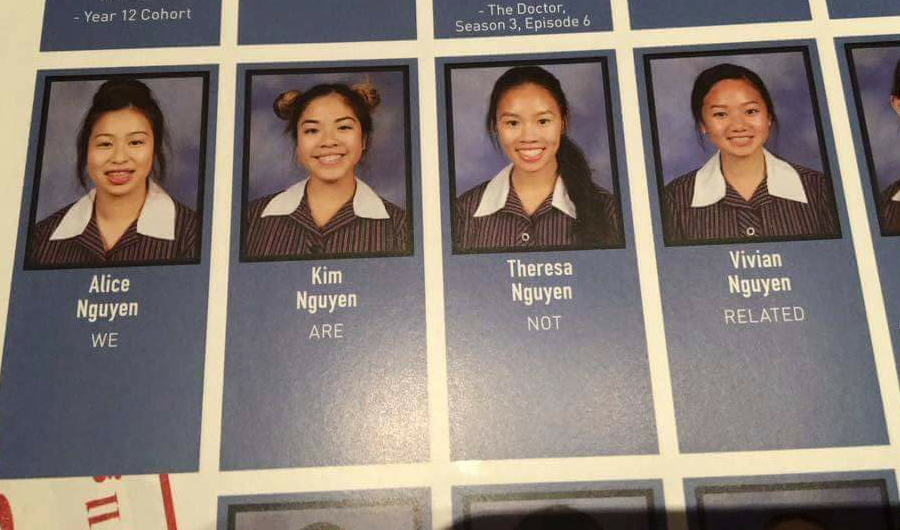 - Year 12 Cohort
- The Doctor,
Season 3, Episode 6
Alice
Nguyen
WE
Kim
Nguyen
ARE
Theresa
Nguyen
NOT
Vivian
Nguyen
RELATED